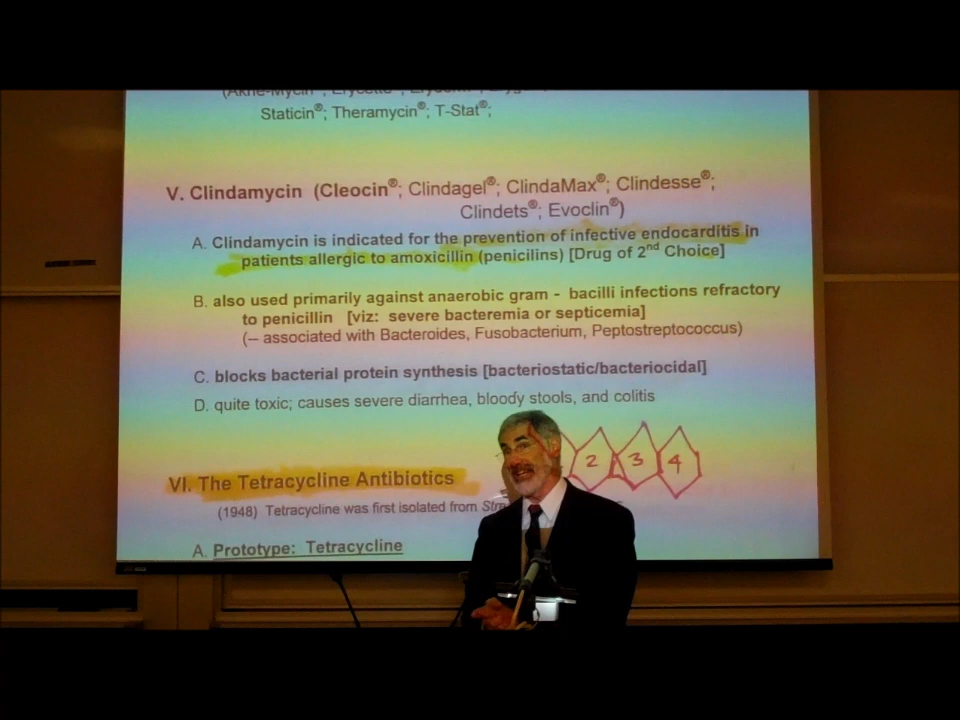 (Akne-Mycin®; Erycette®; Eryderm®;
Staticin®; Theramycin®; T-Stat®;
V. Clindamycin (Cleocin®; Clindagel®; ClindaMax®; Clindesse®;
Clindets®; Evoclin®)
A. Clindamycin is indicated for the prevention of infective endocarditis in
patients allergic to amoxicillin (penicilins) [Drug of 2nd Choice]
B. also used primarily against anaerobic gram - bacilli infections refractory
to penicillin [viz: severe bacteremia or septicemia]
(-- associated with Bacteroides, Fusobacterium, Peptostreptococcus)
C. blocks bacterial protein synthesis [bacteriostatic/bacteriocidal]
D. quite toxic; causes severe diarrhea, bloody stools, and colitis
2 3 4
VI. The Tetracycline Antibiotics
(1948) Tetracycline was first isolated from
A. Prototype: Tetracycline